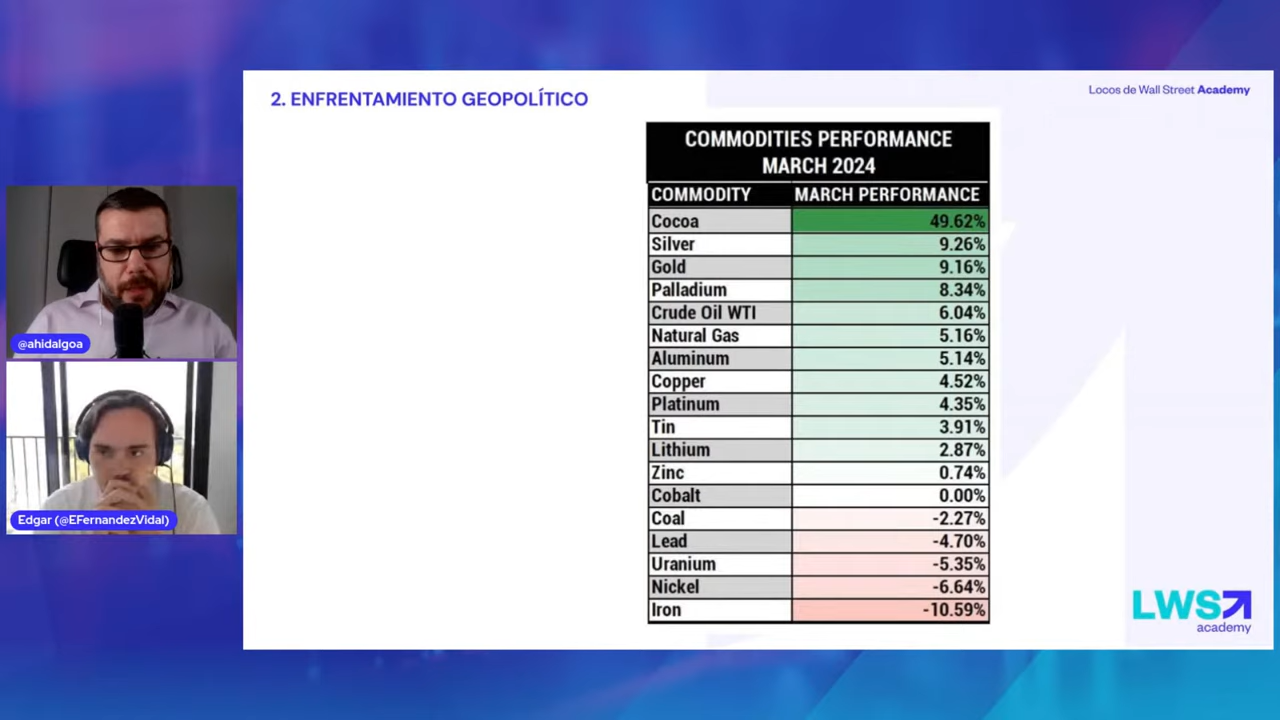 2. ENFRENTAMIENTO GEOPOLÍTICO
Locos de Wall Street Academy
COMMODITIES PERFORMANCE
MARCH 2024
COMMODITY MARCH PERFORMANCE
Cocoa 49.62%
Silver 9.26%
Gold 9.16%
Palladium 8.34%
Crude Oil WTI 6.04%
Natural Gas 5.16%
Aluminum 5.14%
Copper 4.52%
Platinum 4.35%
Tin 3.91%
Lithium 2.87%
Zinc 0.74%
Cobalt 0.00%
Coal -2.27%
Lead -4.70%
Uranium -5.35%
Nickel -6.64%
Iron -10.59%
@ahidalgoa
Edgar (@EFernandezVidal)
LWS
academy